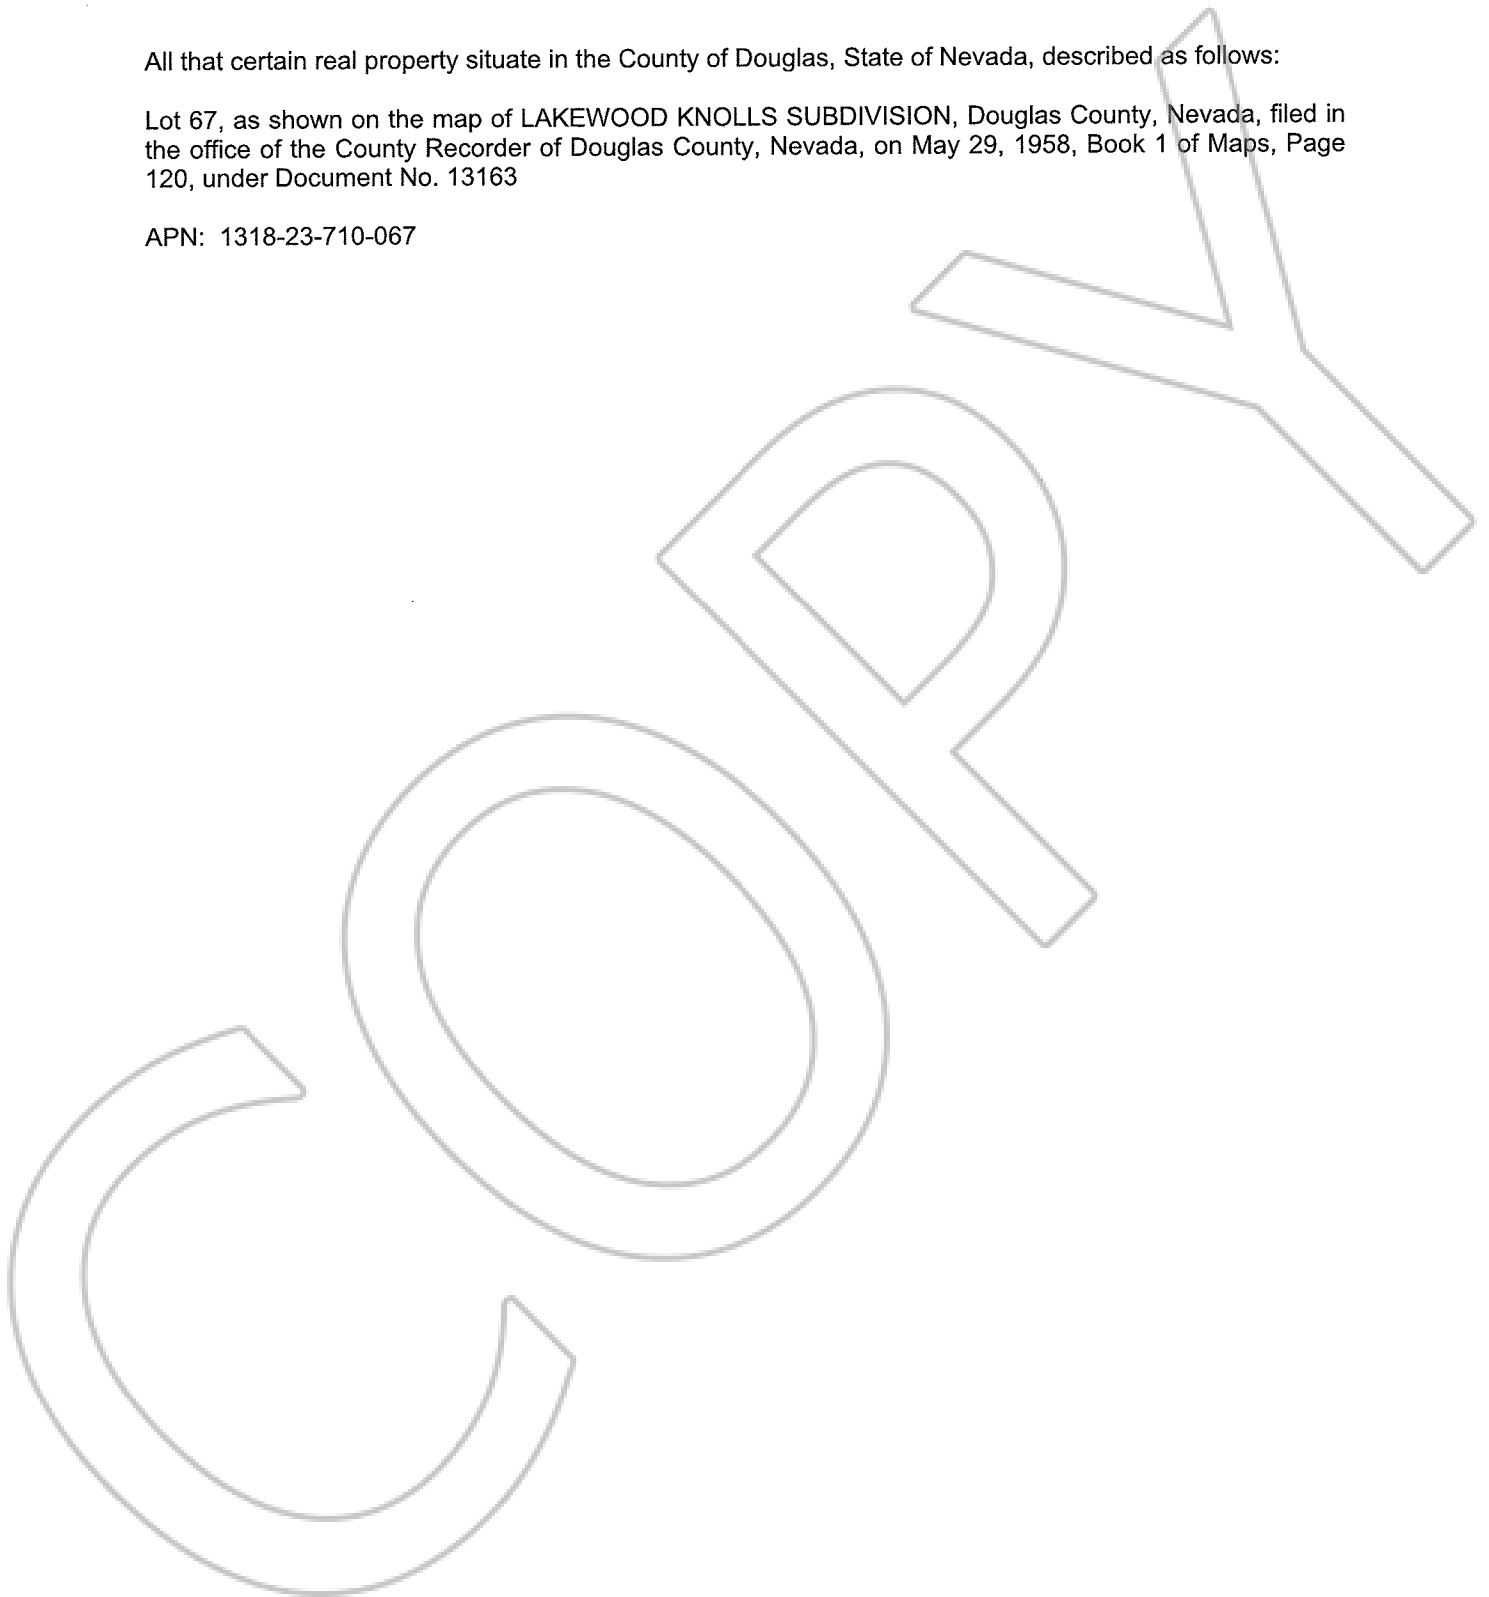 All that certain real property situate in the County of Douglas, State of Nevada, described as follows:
Lot 67, as shown on the map of LAKEWOOD KNOLLS SUBDIVISION, Douglas County, Nevada, filed in
the office of the County Recorder of Douglas County, Nevada, on May 29, 1958, Book 1 of Maps, Page
120, under Document No. 13163
APN: 1318-23-710-067
COPY